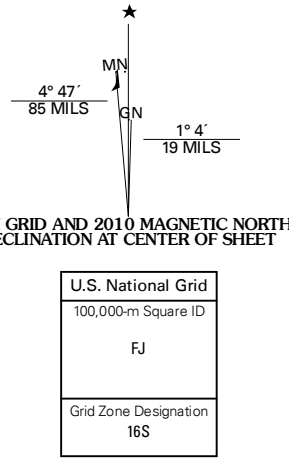 MN
4° 47´
85 MILS
GN
1° 4´
19 MILS
GRID AND 2010 MAGNETIC NORTH
ECLINATION AT CENTER OF SHEET
U.S. National Grid
100,000-m Square ID
FJ
Grid Zone Designation
16S